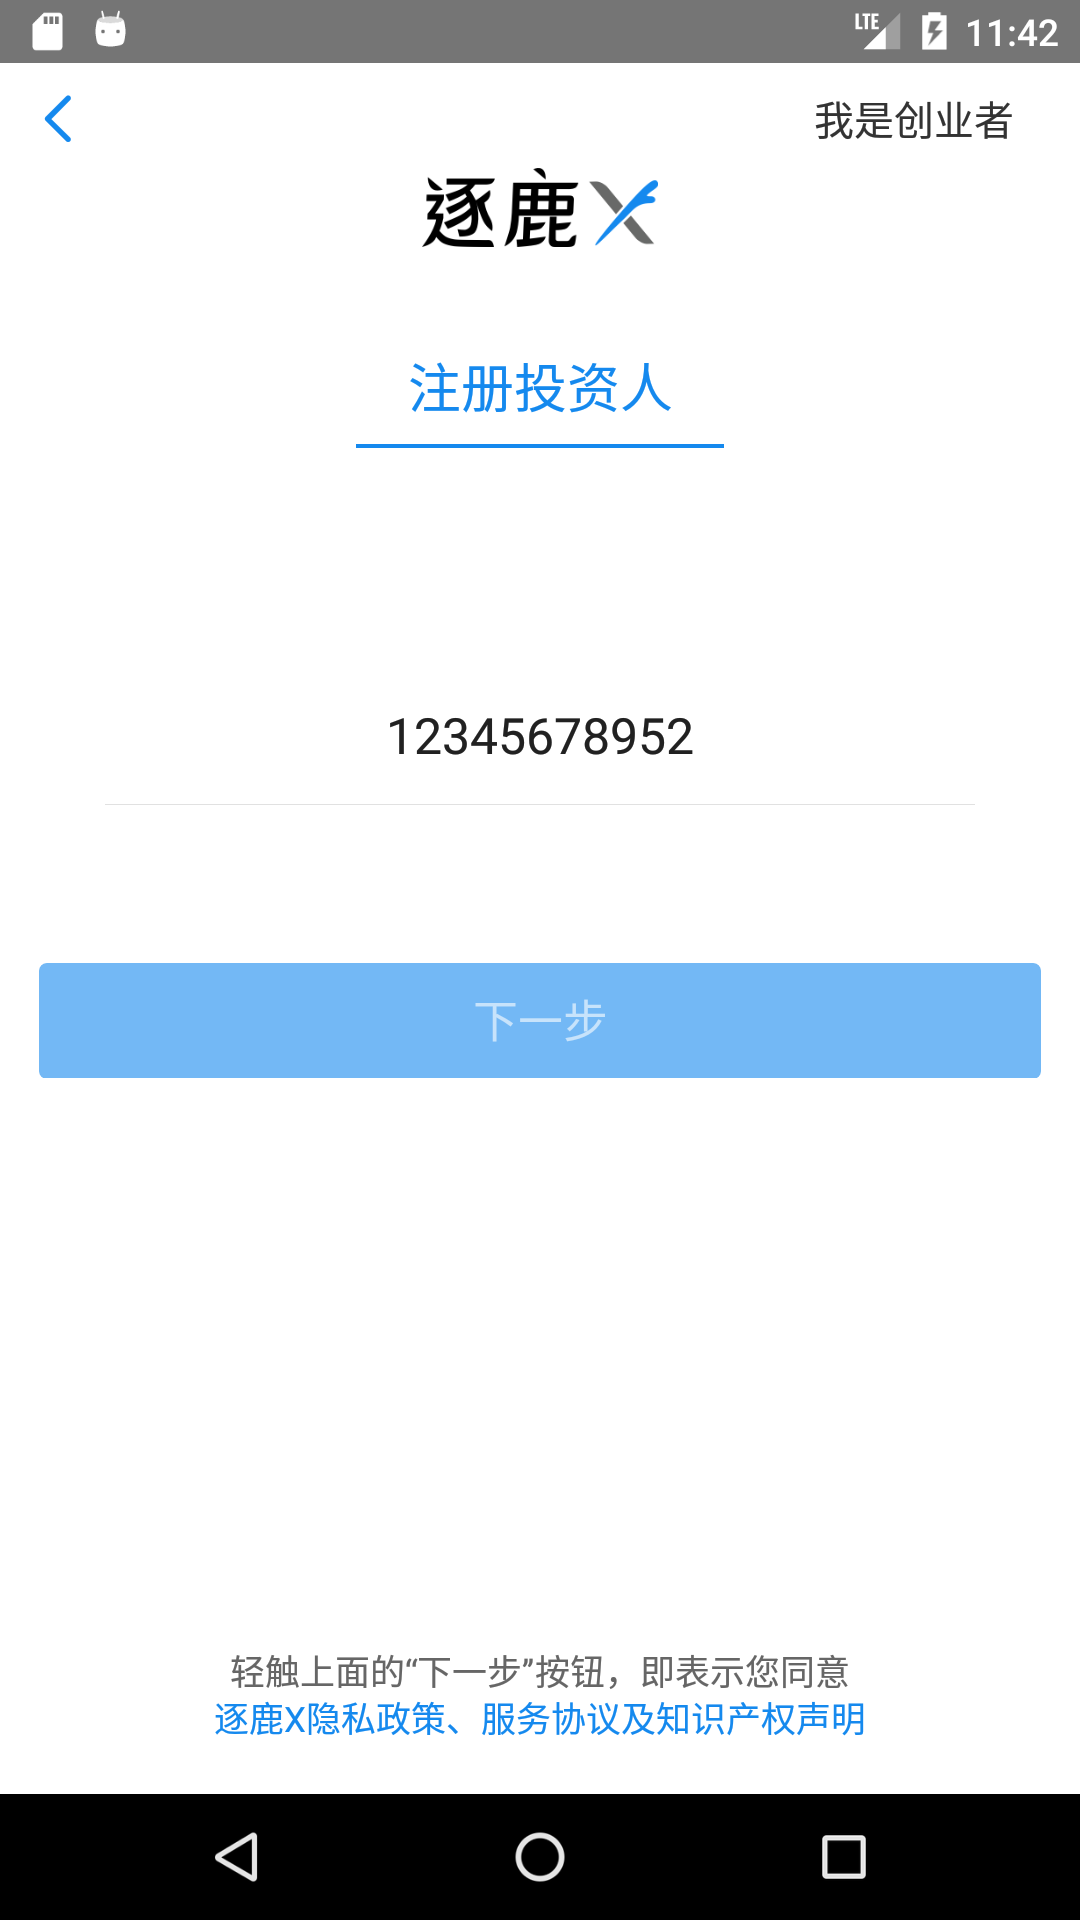 LTE 11:42
我是创业者
逐鹿X
注册投资人
12345678952
下一步
轻触上面的“下一步”按钮，即表示您同意
逐鹿X隐私政策、服务协议及知识产权声明